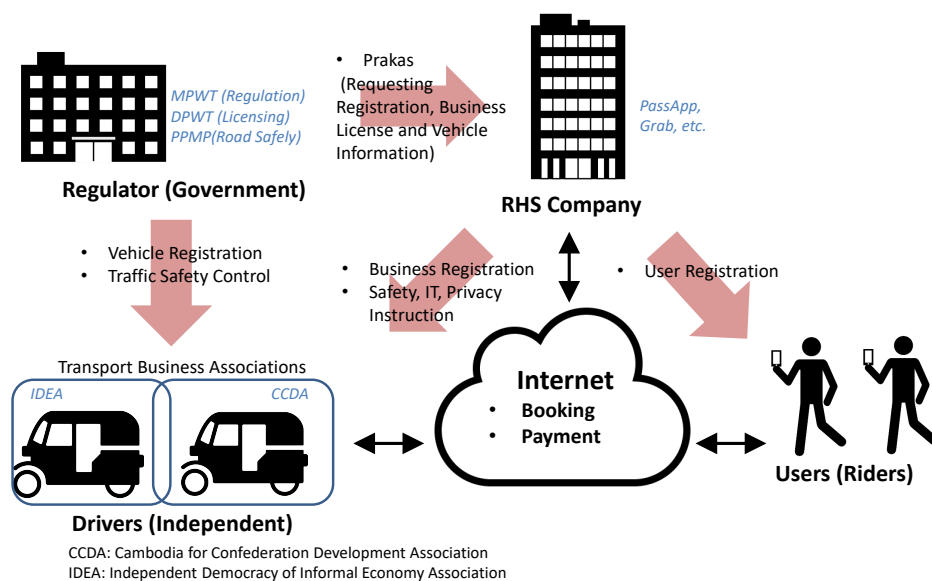 MPWT (Regulation)
DPWT (Licensing)
PPMP(Road Safely)
Regulator (Government)
• Prakas
(Requesting
Registration, Business
License and Vehicle
Information)
PassApp,
Grab, etc.
RHS Company
• Vehicle Registration
• Traffic Safety Control
• Business Registration
• Safety, IT, Privacy
Instruction
• User Registration
Transport Business Associations
IDEA
CCDA
Drivers (Independent)
Internet
• Booking
• Payment
Users (Riders)
CCDA: Cambodia for Confederation Development Association
IDEA: Independent Democracy of Informal Economy Association